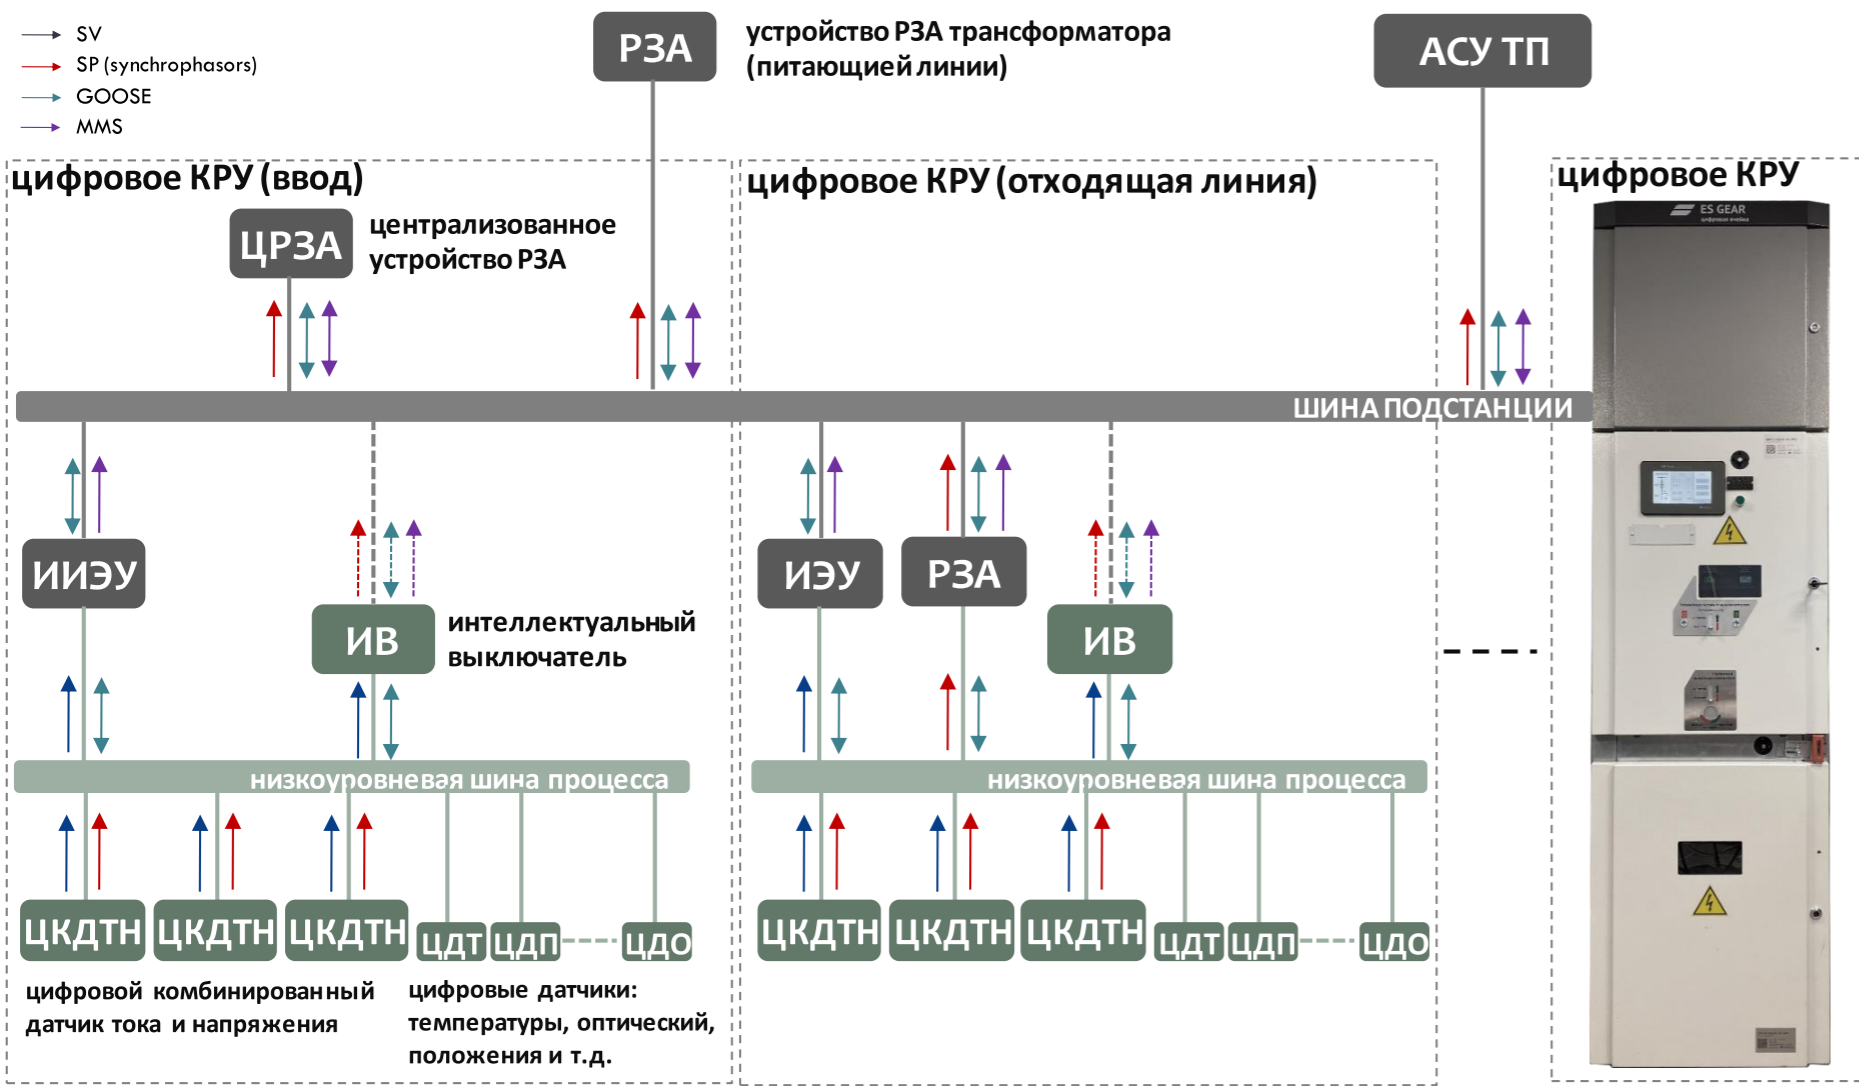 SV
SP (synchrophasors)
GOOSE
MMS
РЗА
устройство РЗА трансформатора
(питающией линии)
АСУ ТП
цифровое КРУ (ввод)
цифровое КРУ (отходящая линия)
цифровое КРУ
ES GEAR
цифровая ячейка
ЦРЗА
централизованное
устройство РЗА
ШИНА ПОДСТАНЦИИ
ИИЭУ
ИВ
интеллектуальный
выключатель
ИЭУ
РЗА
ИВ
низкоуровневая шина процесса
низкоуровневая шина процесса
ЦКДТН
ЦКДТН
ЦКДТН
ЦДТ
ЦДП
ЦДО
ЦКДТН
ЦКДТН
ЦКДТН
ЦДТ
ЦДП
ЦДО
цифровой комбинированный
датчик тока и напряжения
цифровые датчики:
температуры, оптический,
положения и т.д.